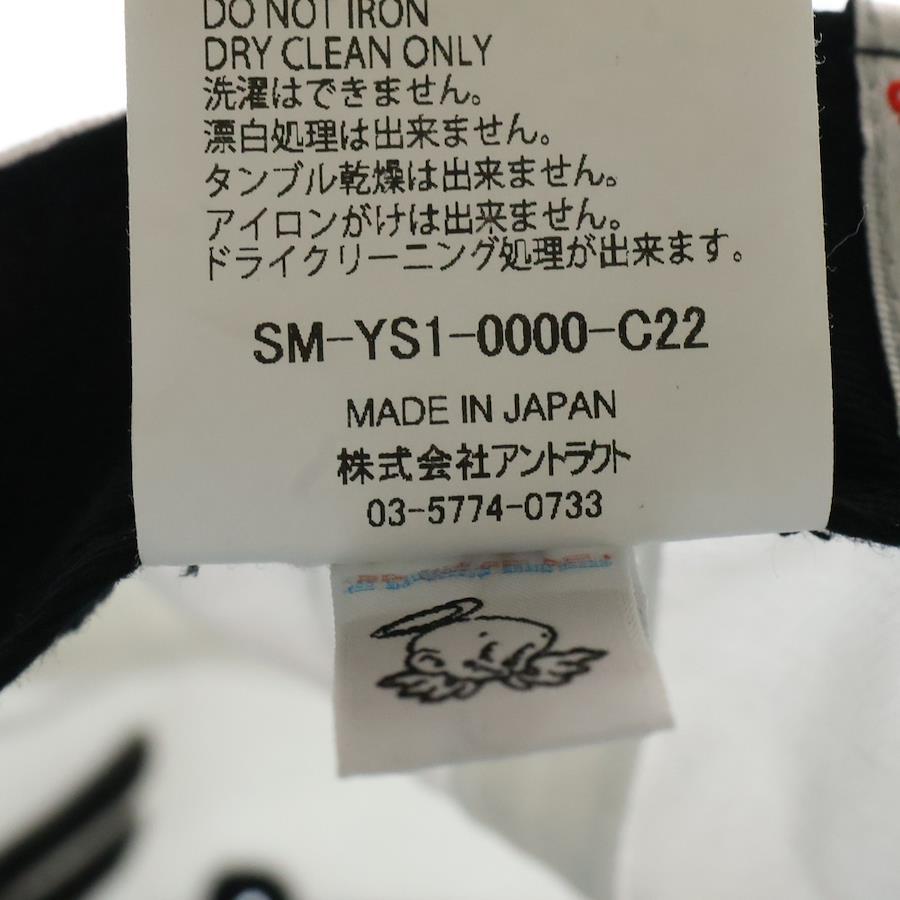 DO NOT IRON
DRY CLEAN ONLY
洗濯はできません。
漂白処理は出来ません。
タンブル乾燥は出来ません。
アイロンがけは出来ません。
ドライクリーニング処理が出来ます。
SM-YS1-0000-C22
MADE IN JAPAN
株式会社アントラクト
03-5774-0733